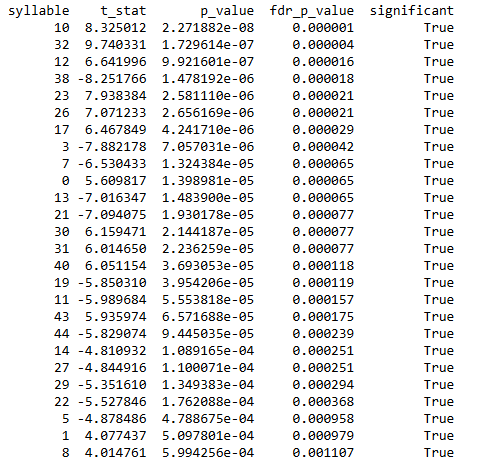 syllable t_stat p_value fdr_p_value significant
10 8.325012 2.271882e-08 0.000001 True
32 9.740331 1.729614e-07 0.000004 True
12 6.641996 9.921601e-07 0.000016 True
38 -8.251766 1.478192e-06 0.000018 True
23 7.938384 2.581110e-06 0.000021 True
26 7.071233 2.656169e-06 0.000021 True
17 6.467849 4.241710e-06 0.000029 True
3 -7.882178 7.057031e-06 0.000042 True
7 -6.530433 1.324384e-05 0.000065 True
0 5.609817 1.398981e-05 0.000065 True
13 -7.016347 1.483900e-05 0.000065 True
21 -7.094075 1.930178e-05 0.000077 True
30 6.159471 2.144187e-05 0.000077 True
31 6.014650 2.236259e-05 0.000077 True
40 6.051154 3.693053e-05 0.000118 True
19 -5.850310 3.954206e-05 0.000119 True
11 -5.989684 5.553818e-05 0.000157 True
43 5.935974 6.571688e-05 0.000175 True
44 -5.829074 9.445035e-05 0.000239 True
14 -4.810932 1.089165e-04 0.000251 True
27 -4.844916 1.100071e-04 0.000251 True
29 -5.351610 1.349383e-04 0.000294 True
22 -5.527846 1.762088e-04 0.000368 True
5 -4.878486 4.788675e-04 0.000958 True
1 4.077437 5.097801e-04 0.000979 True
8 4.014761 5.994256e-04 0.001107 True